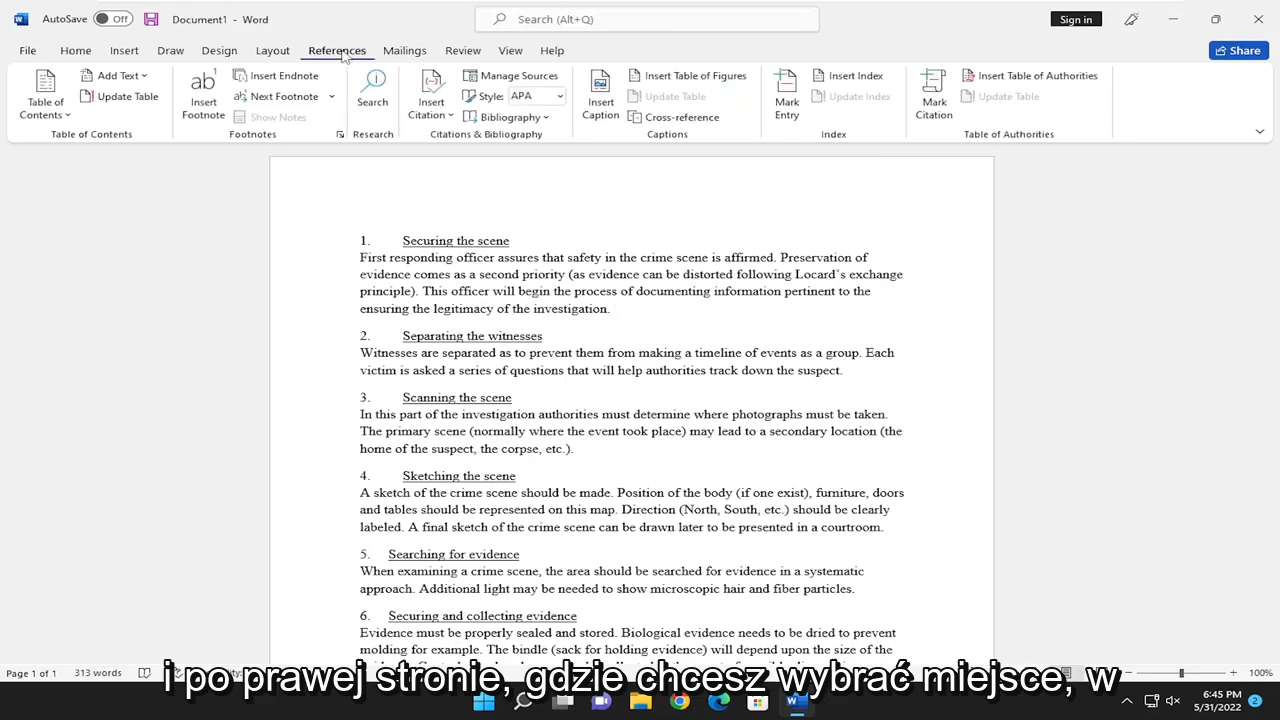 AutoSave Off Document1 - Word Search (Alt+Q) Sign in
File Home Insert Draw Design Layout References Mailings Review View Help Share
Table of Contents
Add Text
Update Table
Table of Contents
ab
Insert Footnote
Insert Endnote
Next Footnote
Show Notes
Footnotes
Search
Research
Insert Citation
Manage Sources
Style: APA
Bibliography
Citations & Bibliography
Insert Caption
Insert Table of Figures
Update Table
Cross-reference
Captions
Mark Entry
Insert Index
Update Index
Index
Mark Citation
Insert Table of Authorities
Update Table
Table of Authorities
1. Securing the scene
First responding officer assures that safety in the crime scene is affirmed. Preservation of
evidence comes as a second priority (as evidence can be distorted following Locard's exchange
principle). This officer will begin the process of documenting information pertinent to the
ensuring the legitimacy of the investigation.
2. Separating the witnesses
Witnesses are separated as to prevent them from making a timeline of events as a group. Each
victim is asked a series of questions that will help authorities track down the suspect.
3. Scanning the scene
In this part of the investigation authorities must determine where photographs must be taken.
The primary scene (normally where the event took place) may lead to a secondary location (the
home of the suspect, the corpse, etc.).
4. Sketching the scene
A sketch of the crime scene should be made. Position of the body (if one exist), furniture, doors
and tables should be represented on this map. Direction (North, South, etc.) should be clearly
labeled. A final sketch of the crime scene can be drawn later to be presented in a courtroom.
5. Searching for evidence
When examining a crime scene, the area should be searched for evidence in a systematic
approach. Additional light may be needed to show microscopic hair and fiber particles.
6. Securing and collecting evidence
Evidence must be properly sealed and stored. Biological evidence needs to be dried to prevent
molding for example. The bindle (sack for holding evidence) will depend upon the size of the
Page 1 of 1 313 words 100%
i po prawej stronie, gdzie chcesz wybrać miejsce, w
6:45 PM
5/31/2022
2